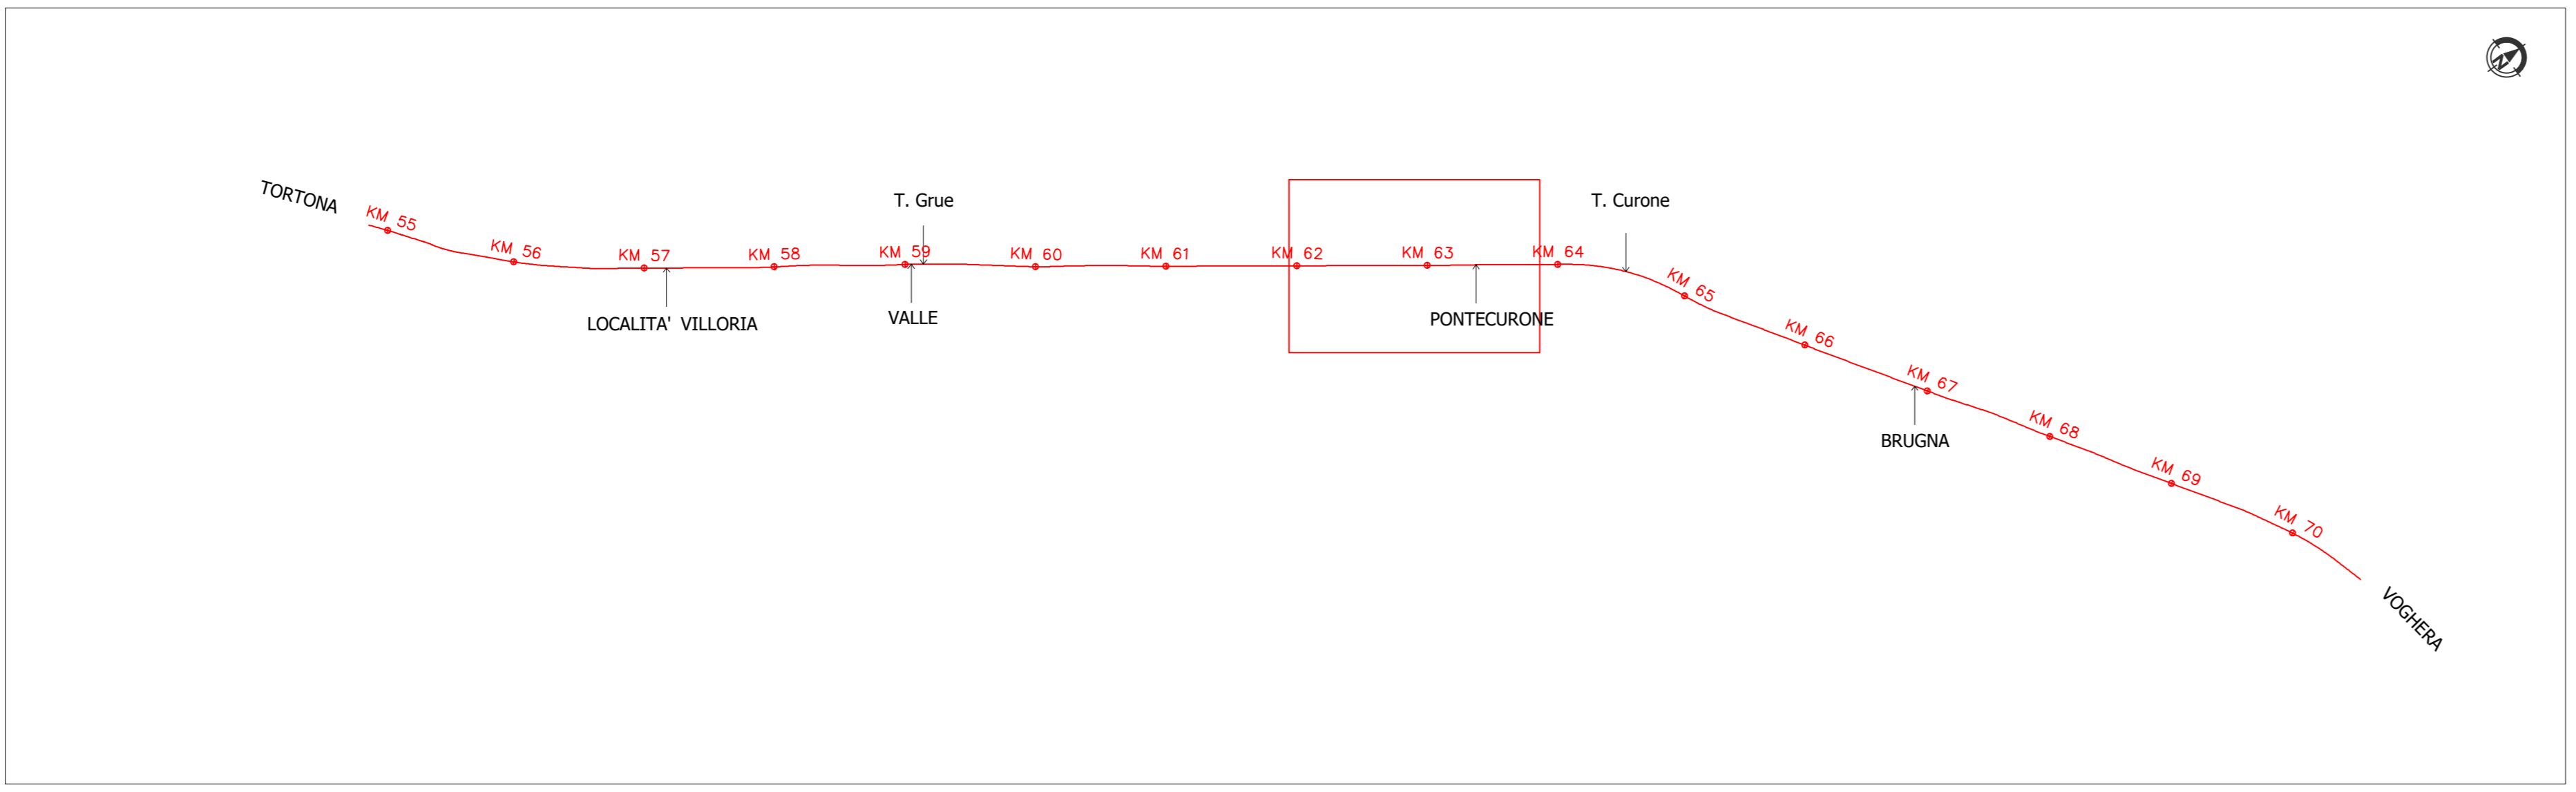 N
TORTONA
KM 55
KM 56
KM 57
LOCALITA' VILLORIA
KM 58
T. Grue
KM 59
VALLE
KM 60
KM 61
KM 62
KM 63
PONTECURONE
KM 64
T. Curone
KM 65
KM 66
KM 67
BRUGNA
KM 68
KM 69
KM 70
VOGHERA